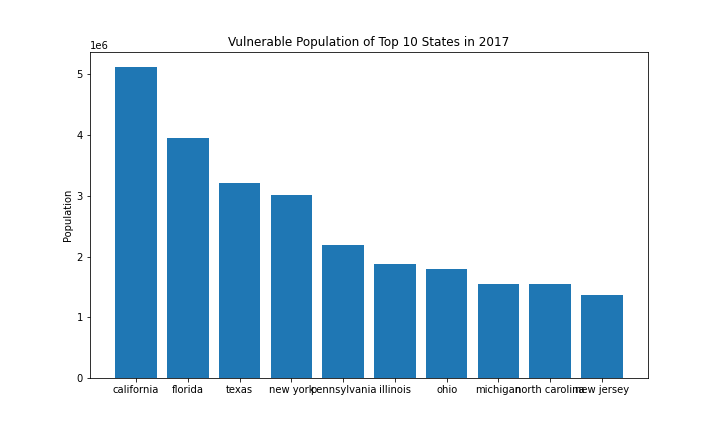 Vulnerable Population of Top 10 States in 2017
1e6
5
4
3
2
1
0
Population
california florida texas new york pennsylvania illinois ohio michigan north carolina new jersey